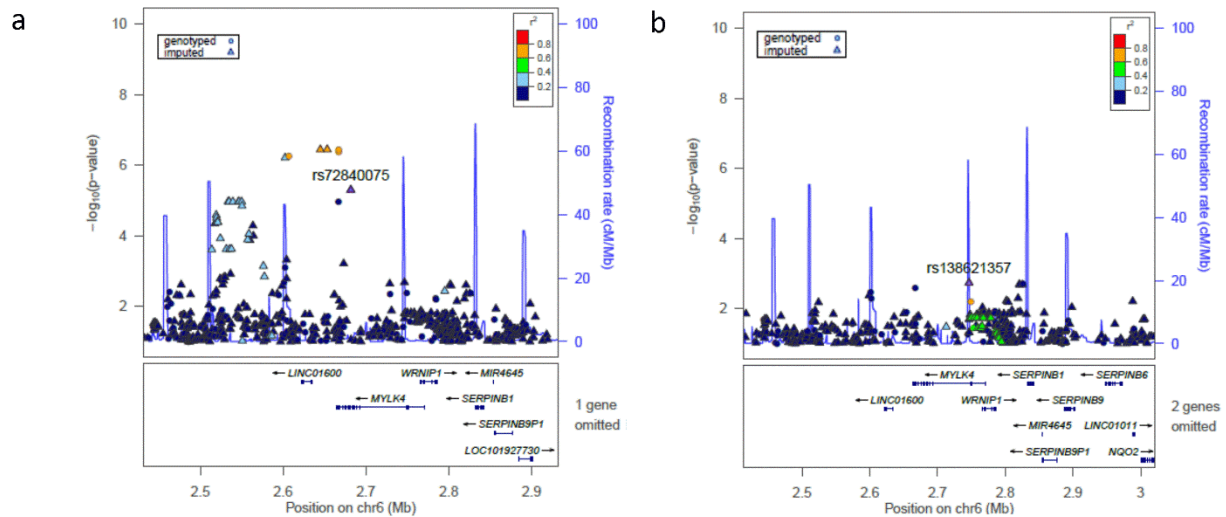 a
10
8
6
4
2
−log10(p-value)
genotyped
imputed
r²
0.8
0.6
0.4
0.2
100
80
60
40
20
0
Recombination rate (cM/Mb)
rs72840075
← LINC01600
WRNIP1 →
← MIR4645
← MYLK4
← SERPINB1
← SERPINB9P1
LOC101927730 →
1 gene
omitted
2.5
2.6
2.7
2.8
2.9
Position on chr6 (Mb)
b
10
8
6
4
2
−log10(p-value)
genotyped
imputed
r²
0.8
0.6
0.4
0.2
100
80
60
40
20
0
Recombination rate (cM/Mb)
rs138621357
← MYLK4
← SERPINB1
← SERPINB6
← LINC01600
WRNIP1 →
← SERPINB9
← MIR4645
LINC01011 →
← SERPINB9P1
NQO2 →
2 genes
omitted
2.5
2.6
2.7
2.8
2.9
3
Position on chr6 (Mb)